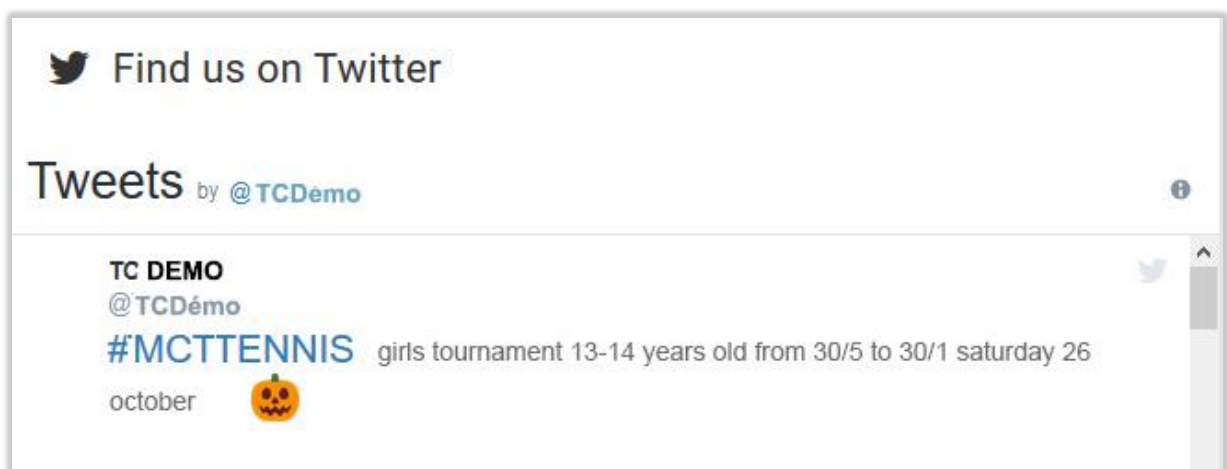 Find us on Twitter
Tweets by @TCDémo
TC DEMO
@TCDémo
#MCTTENNIS girls tournament 13-14 years old from 30/5 to 30/1 saturday 26
october